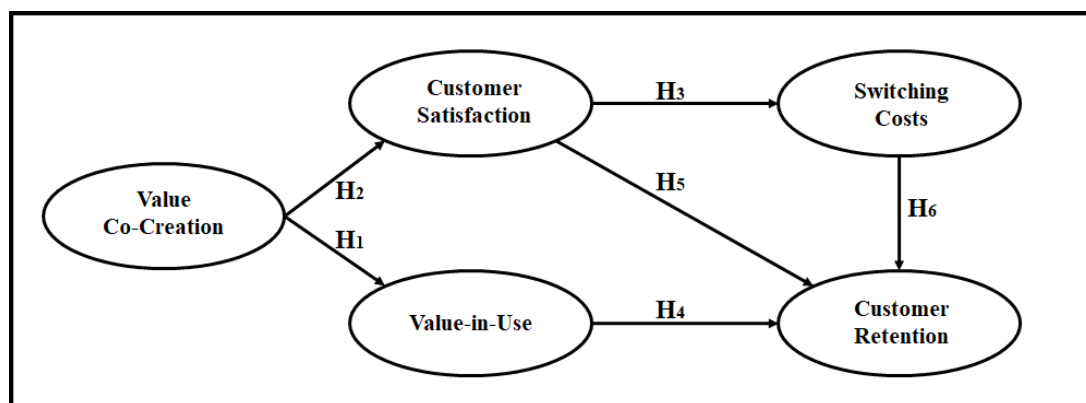 Customer
Satisfaction
H3
Switching
Costs
Value
Co-Creation
H2
H5
H6
H1
Value-in-Use
H4
Customer
Retention